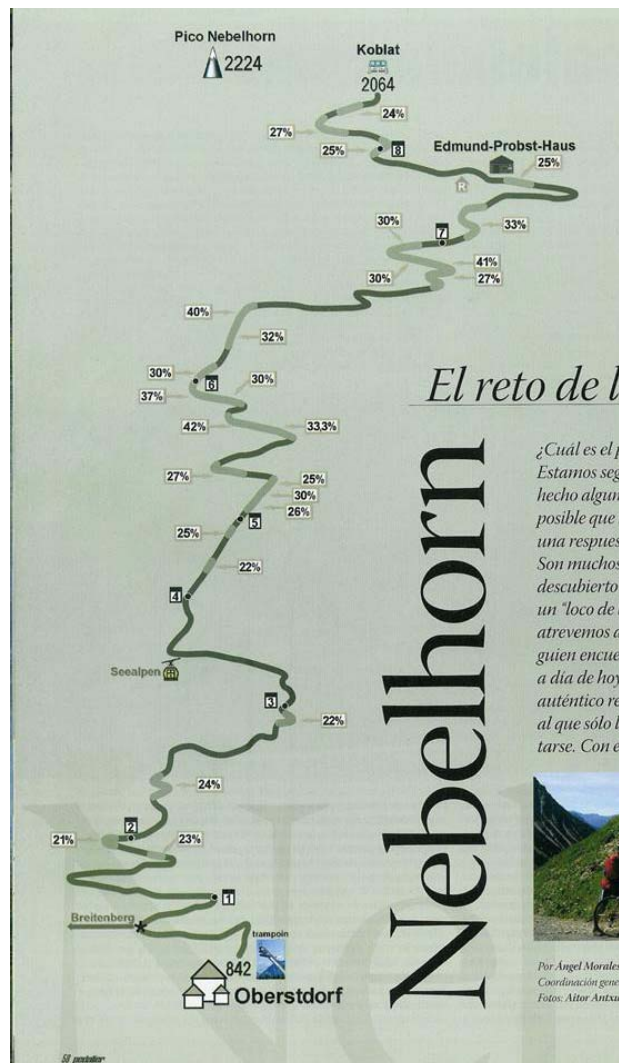 Pico Nebelhorn
2224
Koblat
2064
24%
27%
25%
8
Edmund-Probst-Haus
25%
R
33%
30%
7
41%
30%
27%
40%
32%
30%
6
30%
37%
42%
33,3%
27%
25%
30%
26%
5
25%
22%
4
Seealpen
3
22%
24%
2
21%
23%
1
Breitenberg
trampoin
842
Oberstdorf
58 pedalier
Nebelhorn
El reto de l
¿Cuál es el p
Estamos seg
hecho algun
posible que
una respues
Son muchos
descubierto
un "loco de l
atrevemos a
guien encue
a día de hoy
auténtico re
al que sólo l
tarse. Con e
Por Ángel Morales
Coordinación gene
Fotos: Aitor Antxu
Nel